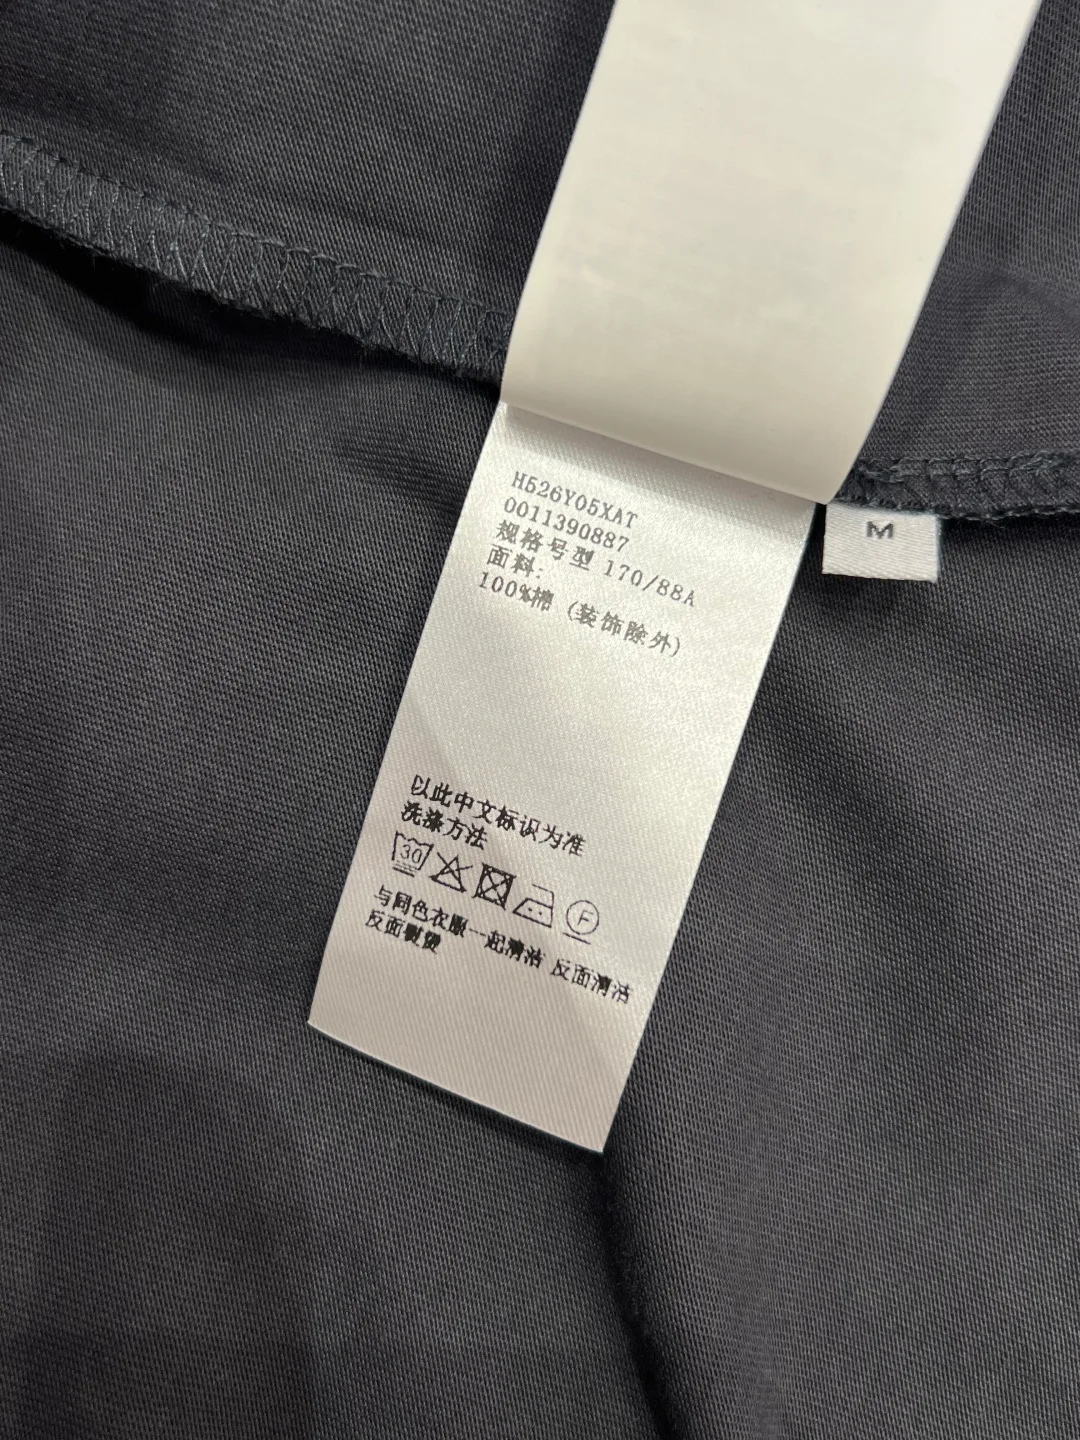 H526Y05XAT
0011390887
规格号型 170/88A
面料:
100%棉 (装饰除外)
M
以此中文标识为准
洗涤方法
30
F
与同色衣服一起清洁 反面清洁
反面熨烫